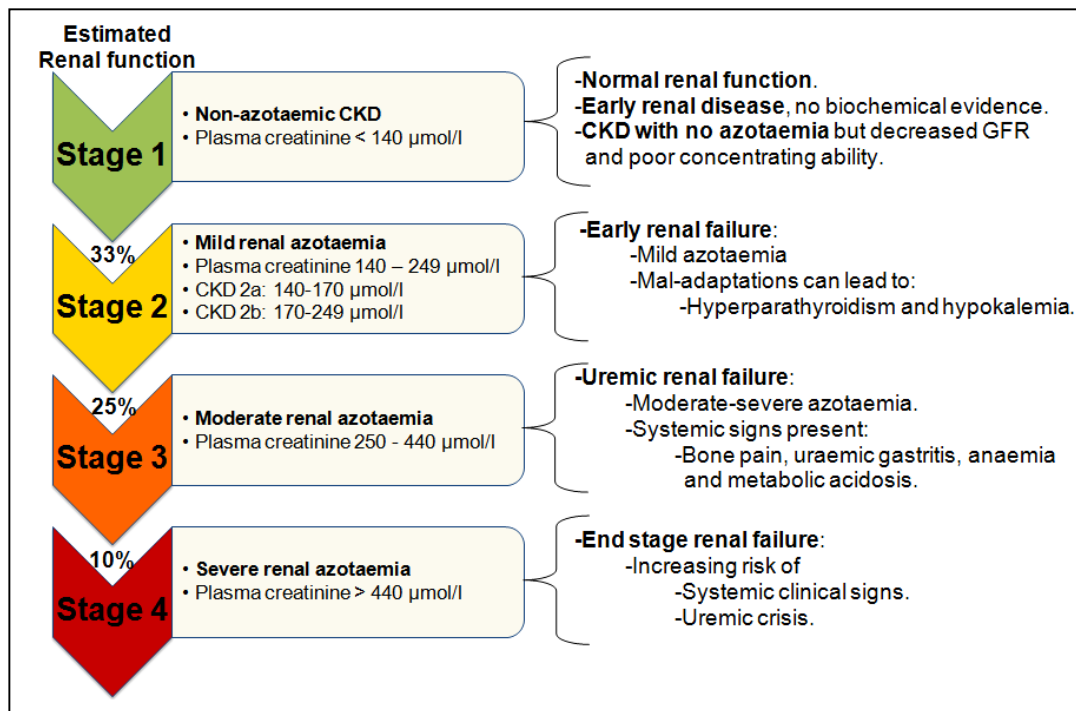 Estimated
Renal function
Stage 1
• Non-azotaemic CKD
• Plasma creatinine < 140 µmol/l
-Normal renal function.
-Early renal disease, no biochemical evidence.
-CKD with no azotaemia but decreased GFR
and poor concentrating ability.
33%
Stage 2
• Mild renal azotaemia
• Plasma creatinine 140 – 249 µmol/l
• CKD 2a: 140-170 µmol/l
• CKD 2b: 170-249 µmol/l
-Early renal failure:
-Mild azotaemia
-Mal-adaptations can lead to:
-Hyperparathyroidism and hypokalemia.
25%
Stage 3
• Moderate renal azotaemia
• Plasma creatinine 250 - 440 µmol/l
-Uremic renal failure:
-Moderate-severe azotaemia.
-Systemic signs present:
-Bone pain, uraemic gastritis, anaemia
and metabolic acidosis.
10%
Stage 4
• Severe renal azotaemia
• Plasma creatinine > 440 µmol/l
-End stage renal failure:
-Increasing risk of
-Systemic clinical signs.
-Uremic crisis.